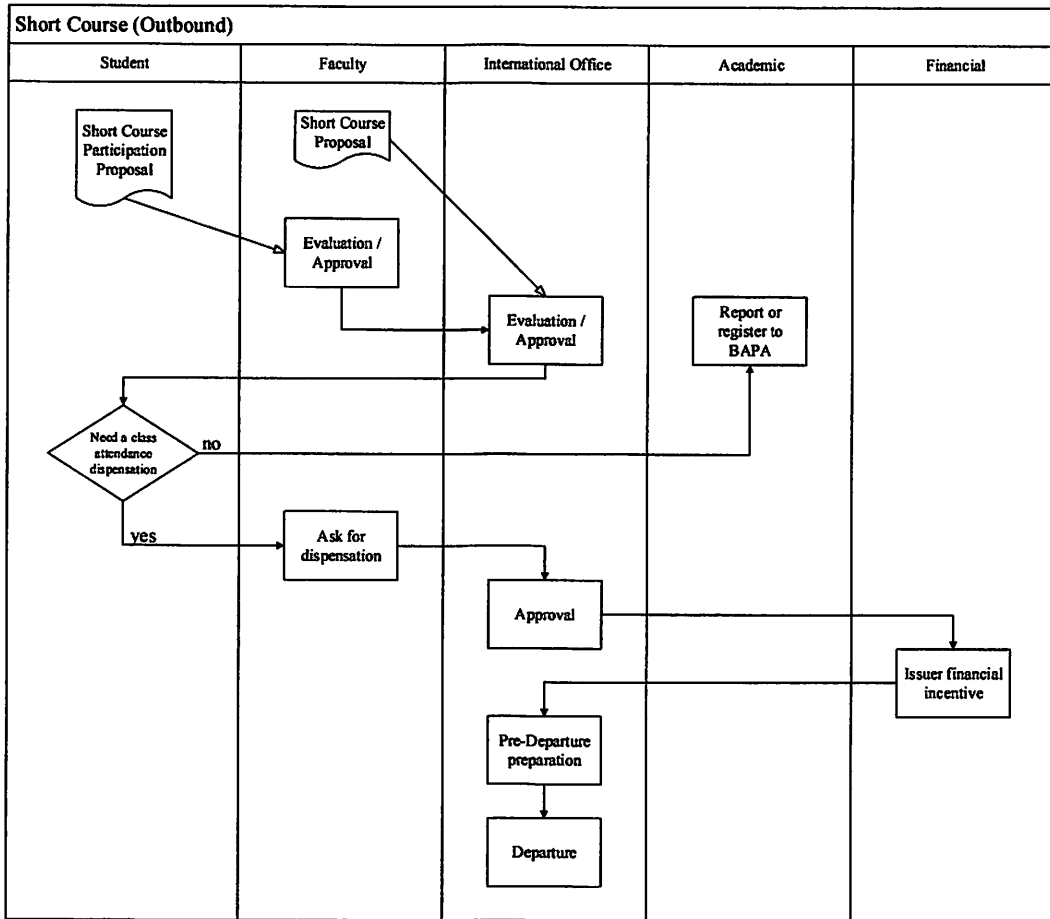 Short Course (Outbound)
Student
Faculty
International Office
Academic
Financial
Short Course
Participation
Proposal
Short Course
Proposal
Evaluation /
Approval
Evaluation /
Approval
Report or
register to
BAPA
Need a class
attendance
dispensation
no
yes
Ask for
dispensation
Approval
Issuer financial
incentive
Pre-Departure
preparation
Departure